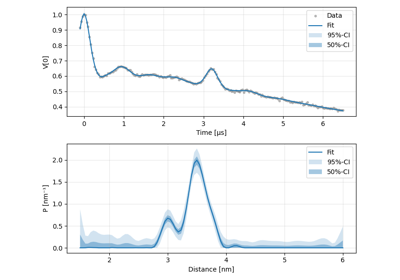 1.0
0.9
0.8
0.7
0.6
0.5
0.4
V[0]
Data
Fit
95%-CI
50%-CI
0 1 2 3 4 5 6
Time [μs]
2.0
1.5
1.0
0.5
0.0
P [nm⁻¹]
Fit
95%-CI
50%-CI
2 3 4 5 6
Distance [nm]